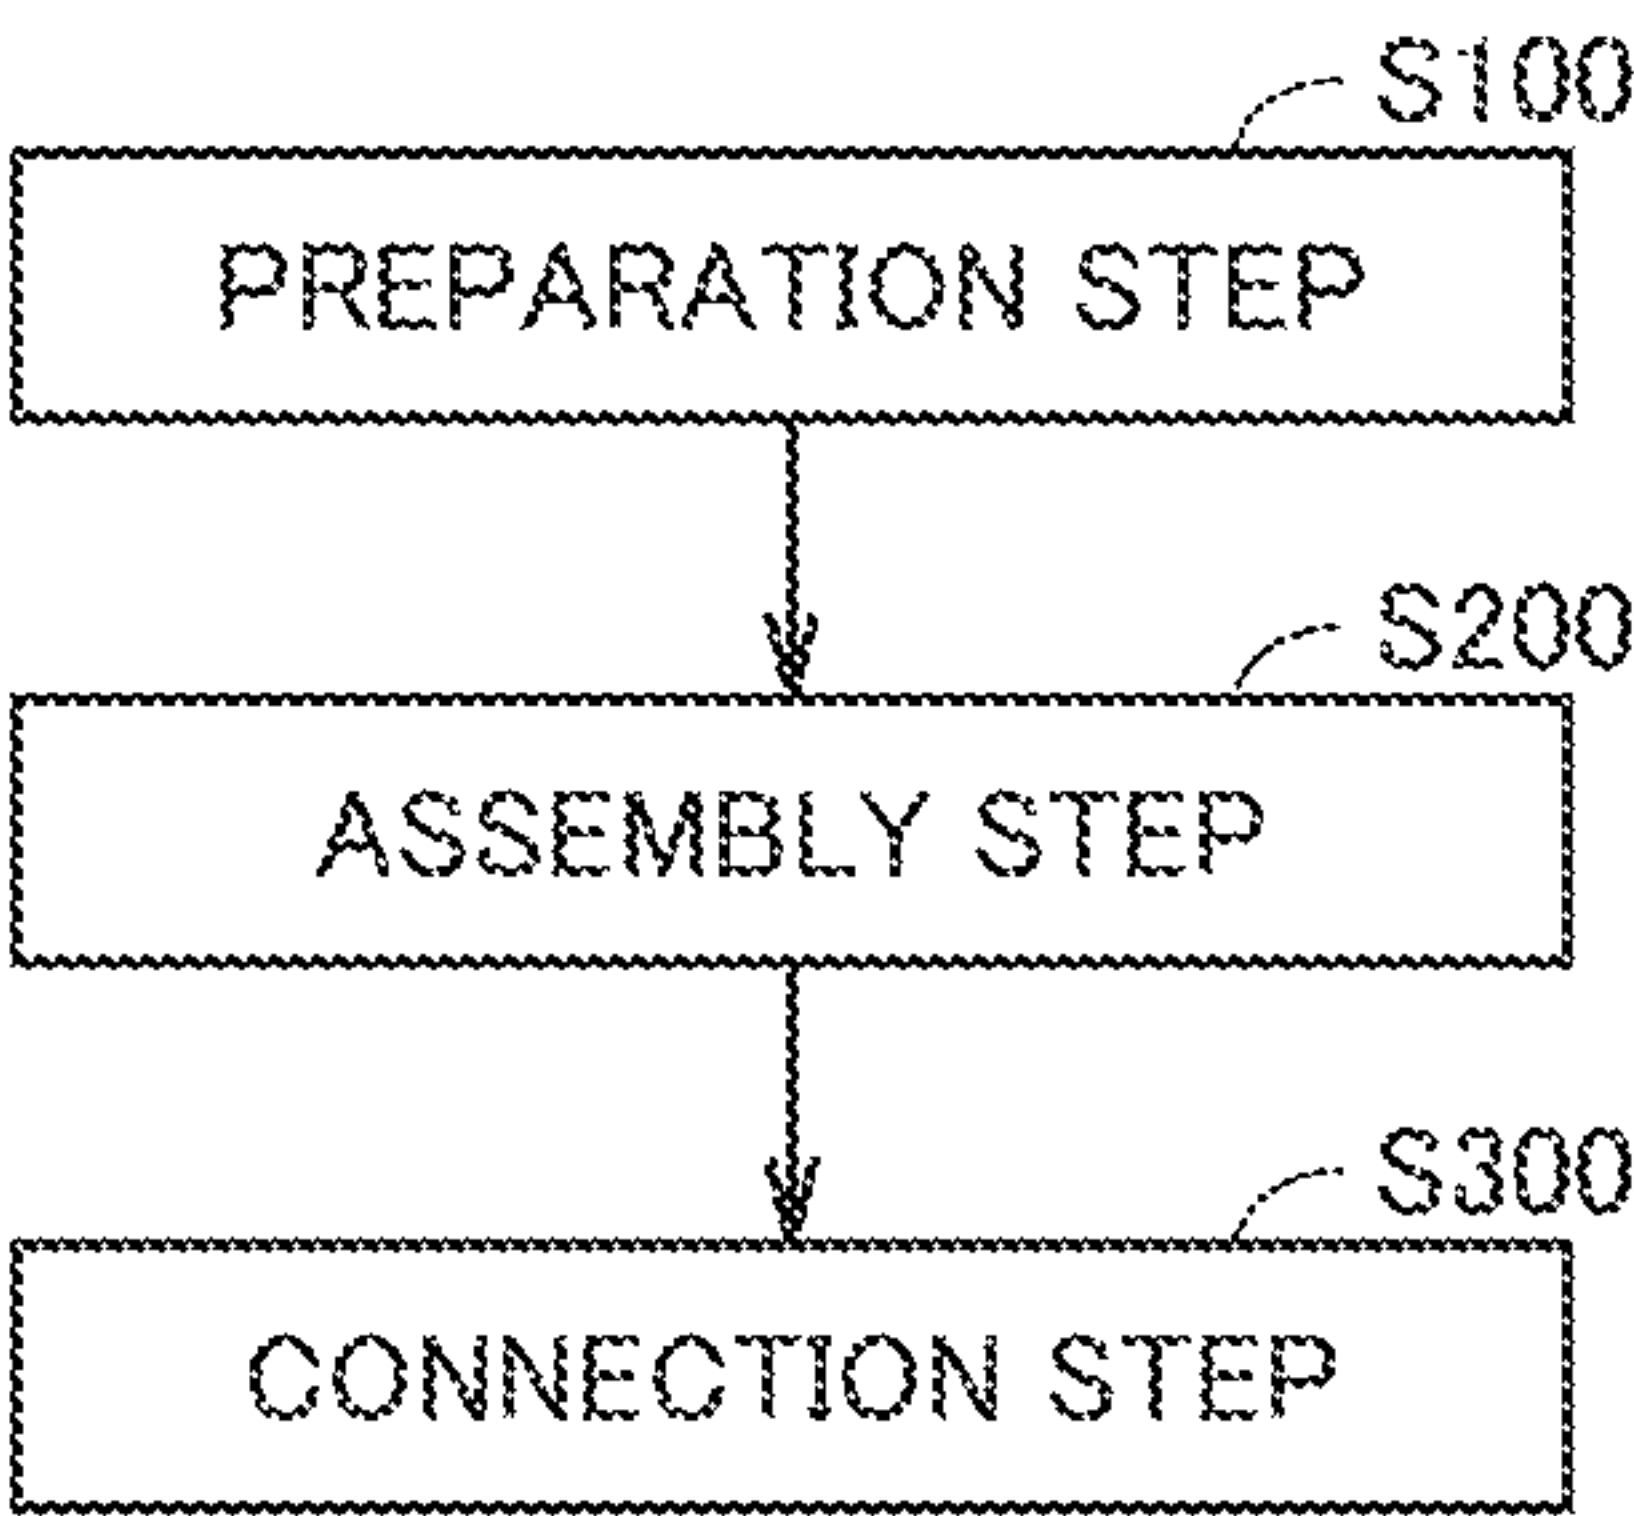 S100
PREPARATION STEP
S200
ASSEMBLY STEP
S300
CONNECTION STEP